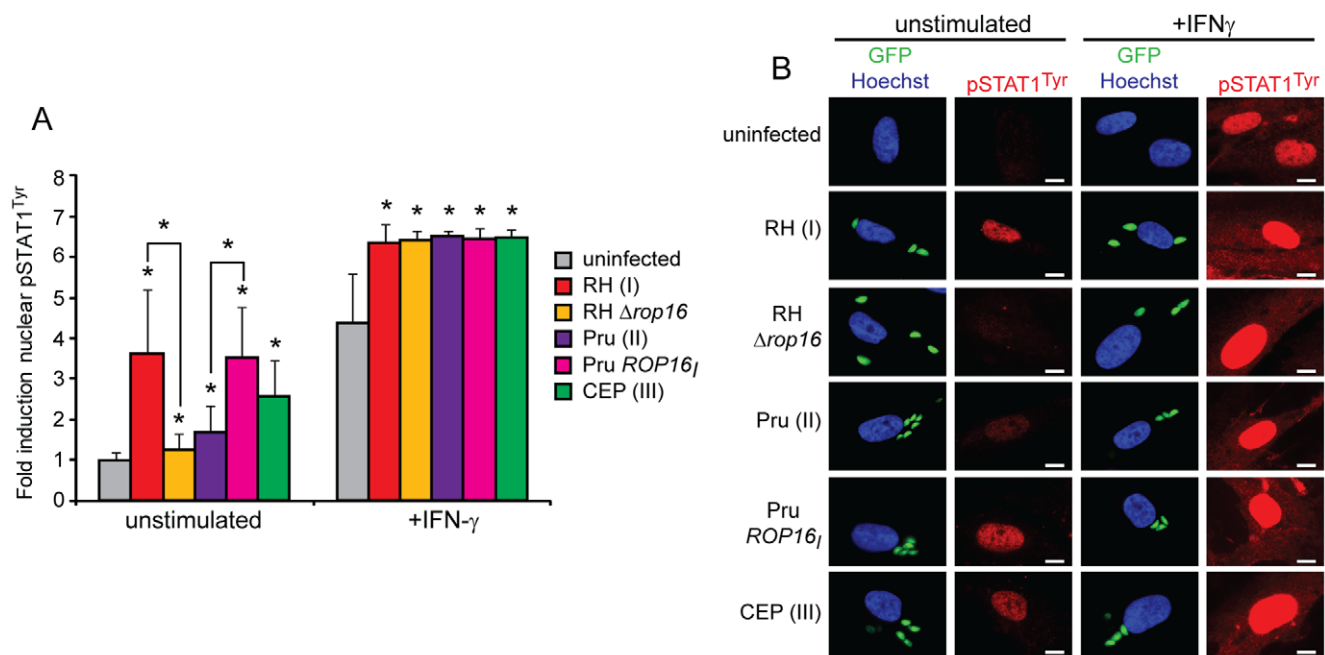 A
Fold induction nuclear pSTAT1Tyr
8
7
6
5
4
3
2
1
0
* * * * * * *
* * * * *
unstimulated
+IFN-γ
uninfected
RH (I)
RH Δrop16
Pru (II)
Pru ROP16I
CEP (III)
B
unstimulated
+IFNγ
GFP
Hoechst
pSTAT1Tyr
GFP
Hoechst
pSTAT1Tyr
uninfected
RH (I)
RH
Δrop16
Pru (II)
Pru
ROP16I
CEP (III)